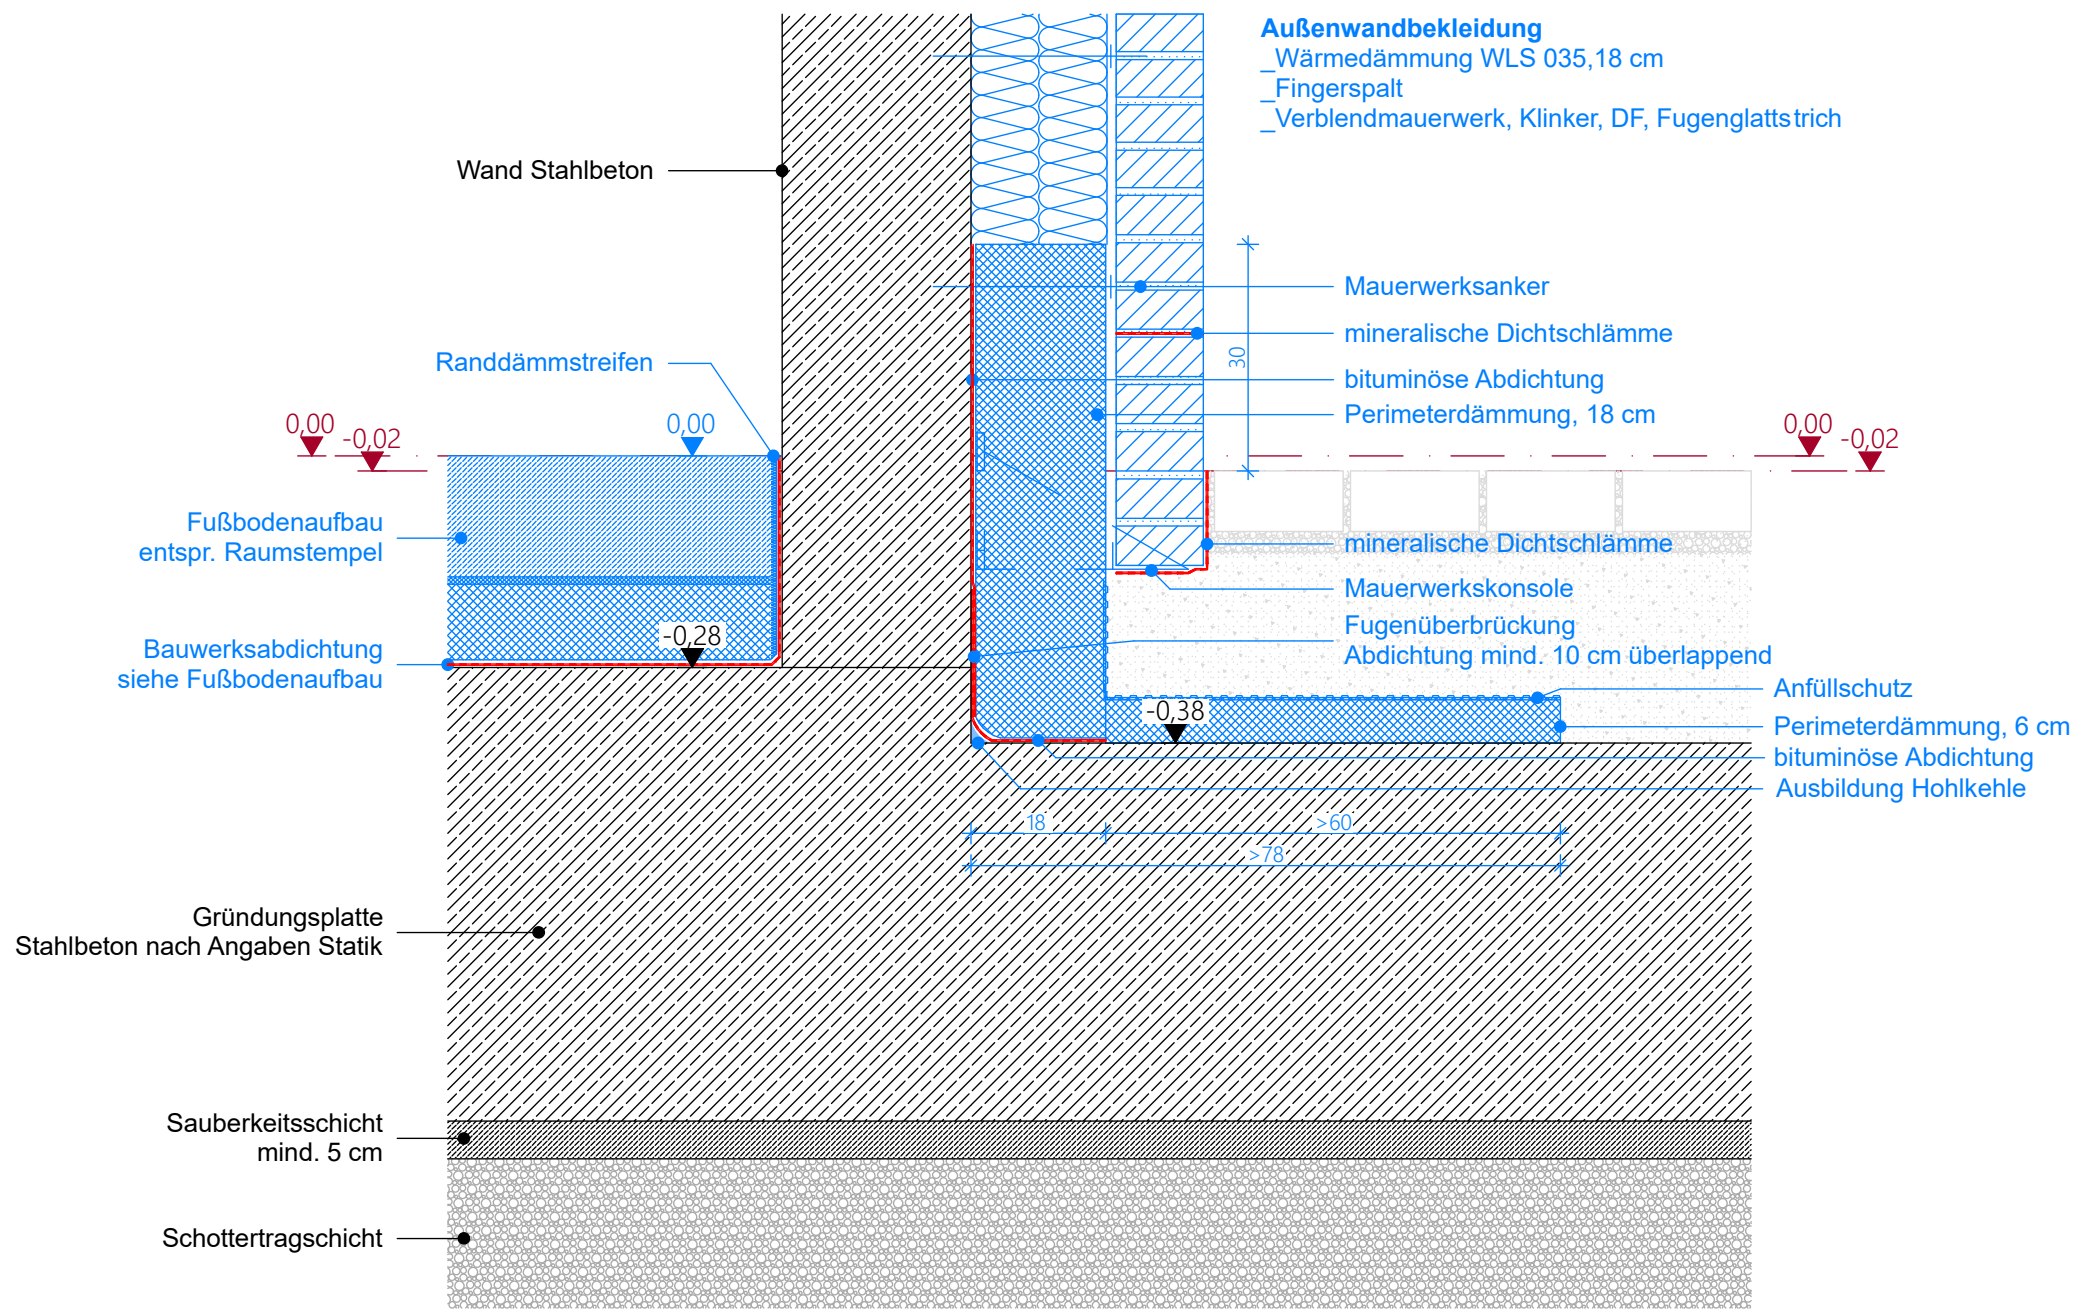 Außenwandbekleidung
_Wärmedämmung WLS 035,18 cm
_Fingerspalt
_Verblendmauerwerk, Klinker, DF, Fugenglattstrich
Wand Stahlbeton
Mauerwerksanker
mineralische Dichtschlämme
Randdämmstreifen
30
bituminöse Abdichtung
Perimeterdämmung, 18 cm
0,00
-0,02
0,00
0,00
-0,02
Fußbodenaufbau
entspr. Raumstempel
mineralische Dichtschlämme
Mauerwerkskonsole
-0,28
Fugenüberbrückung
Abdichtung mind. 10 cm überlappend
Bauwerksabdichtung
siehe Fußbodenaufbau
Anfüllschutz
-0,38
Perimeterdämmung, 6 cm
bituminöse Abdichtung
Ausbildung Hohlkehle
18
>60
>78
Gründungsplatte
Stahlbeton nach Angaben Statik
Sauberkeitsschicht
mind. 5 cm
Schottertragschicht